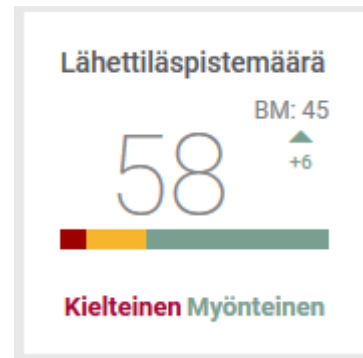 Lähettiläspistemäärä
BM: 45
58
+6
Kielteinen Myönteinen